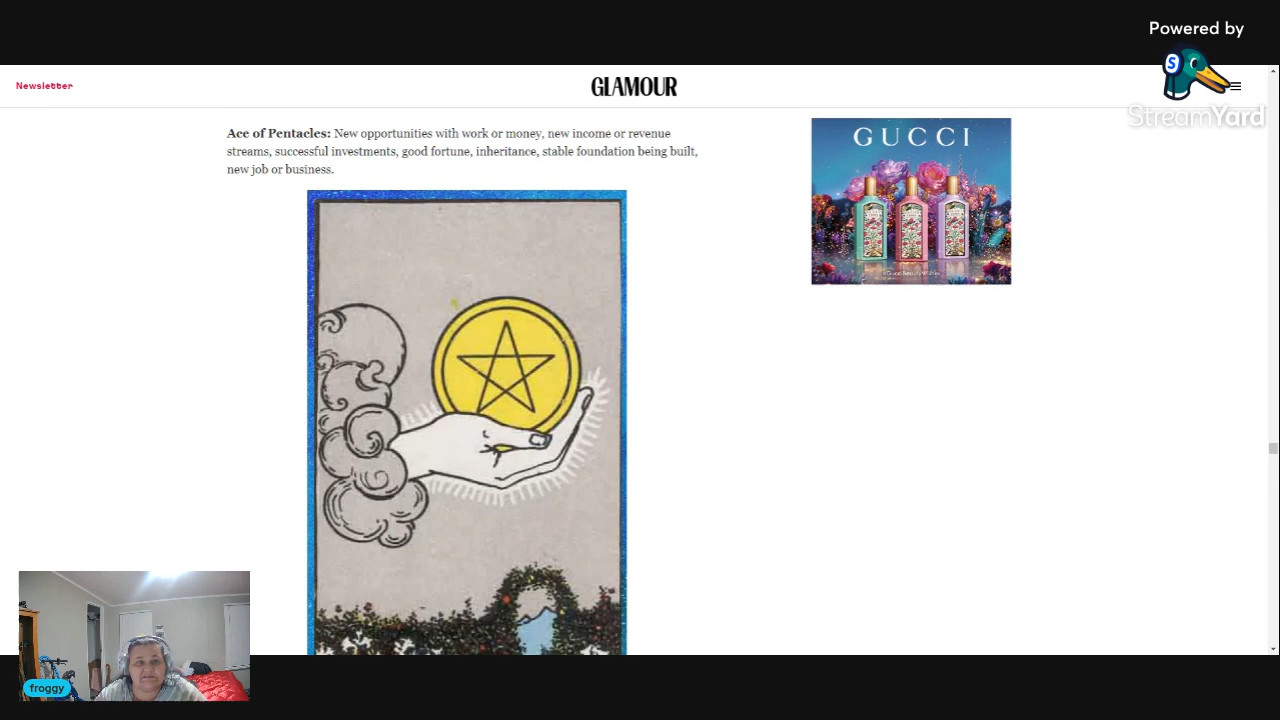 Powered by
StreamYard
Newsletter
GLAMOUR
Ace of Pentacles: New opportunities with work or money, new income or revenue
streams, successful investments, good fortune, inheritance, stable foundation being built,
new job or business.
GUCCI
froggy